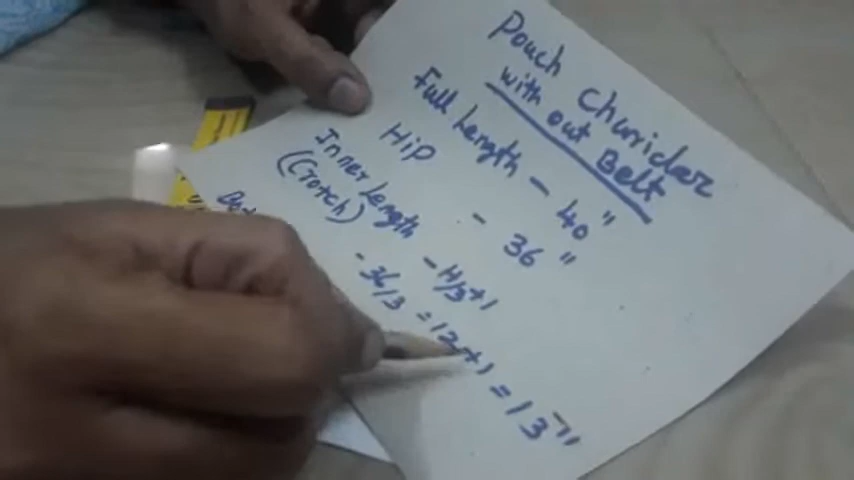 Pouch Churidar
with out Belt
Full Length - 40"
Hip - 36"
Inner Length - H/3+1
(Crotch) - 36/3 = 12+1 = 13"